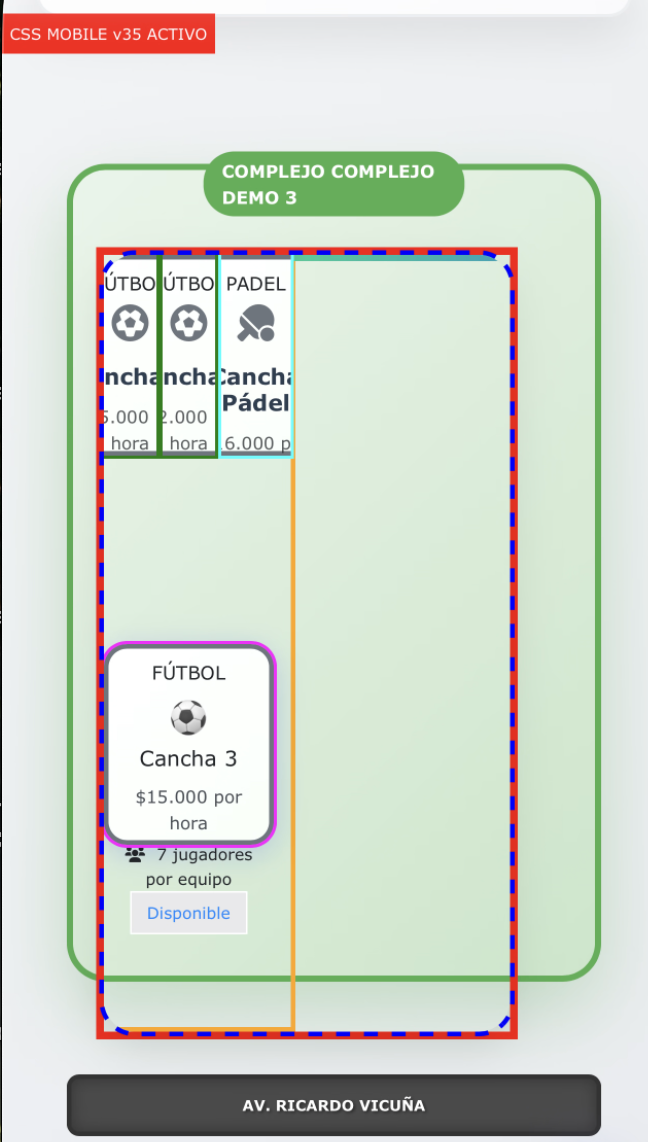 CSS MOBILE v35 ACTIVO
COMPLEJO COMPLEJO
DEMO 3
ÚTBO ÚTBO PADEL
ncha ncha Cancha
Pádel
5.000 2.000
hora hora 6.000 p
FÚTBOL
Cancha 3
$15.000 por
hora
7 jugadores
por equipo
Disponible
AV. RICARDO VICUÑA